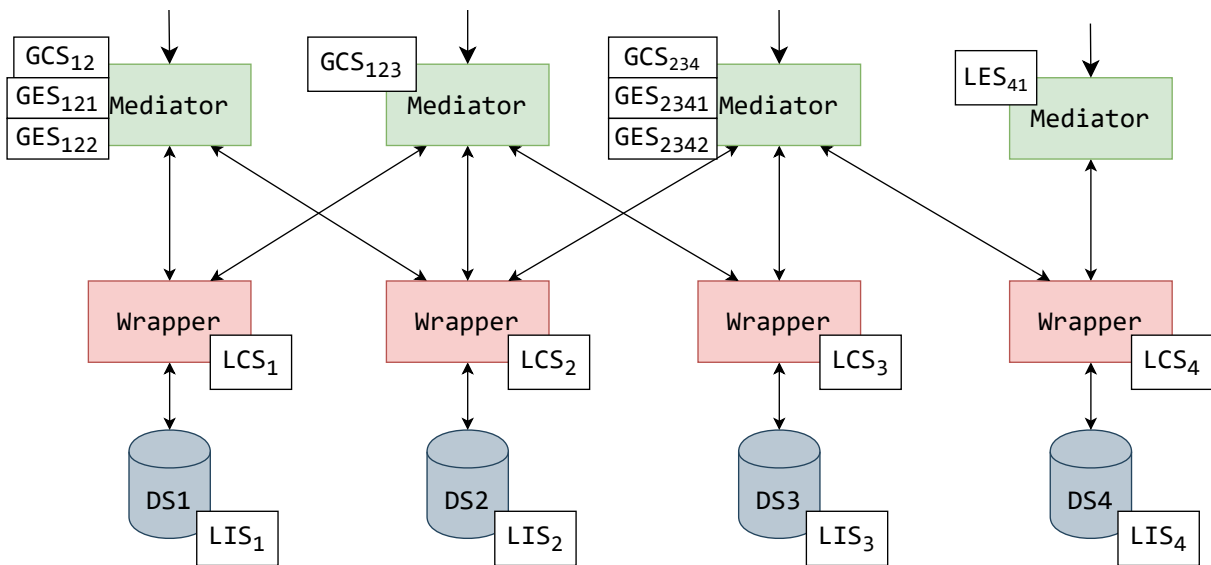 GCS₁₂
GES₁₂₁
GES₁₂₂
Mediator
GCS₁₂₃
Mediator
GCS₂₃₄
GES₂₃₄₁
GES₂₃₄₂
Mediator
LES₄₁
Mediator
Wrapper
LCS₁
Wrapper
LCS₂
Wrapper
LCS₃
Wrapper
LCS₄
DS1
LIS₁
DS2
LIS₂
DS3
LIS₃
DS4
LIS₄